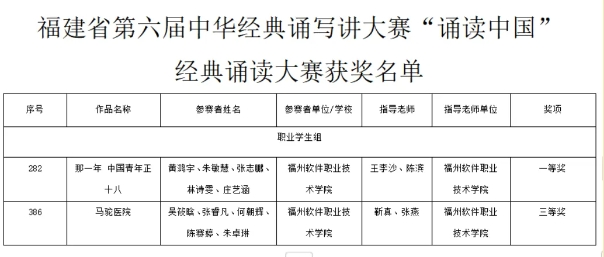 福建省第六届中华经典诵写讲大赛“诵读中国”
经典诵读大赛获奖名单
序号 作品名称 参赛者姓名 参赛者单位/学校 指导老师 指导老师单位 奖项
职业学生组
282 那一年 中国青年正 黄鹄宇、朱敏慧、张志鹏、 福州软件职业技 王李沙、陈滨 福州软件职业 一等奖
十八 林诗雯、庄艺涵 术学院 技术学院
386 马驼医院 吴筱晗、张睿凡、何朝辉、 福州软件职业技 靳真、张燕 福州软件职业 三等奖
陈赛婷、朱卓琳 术学院 技术学院